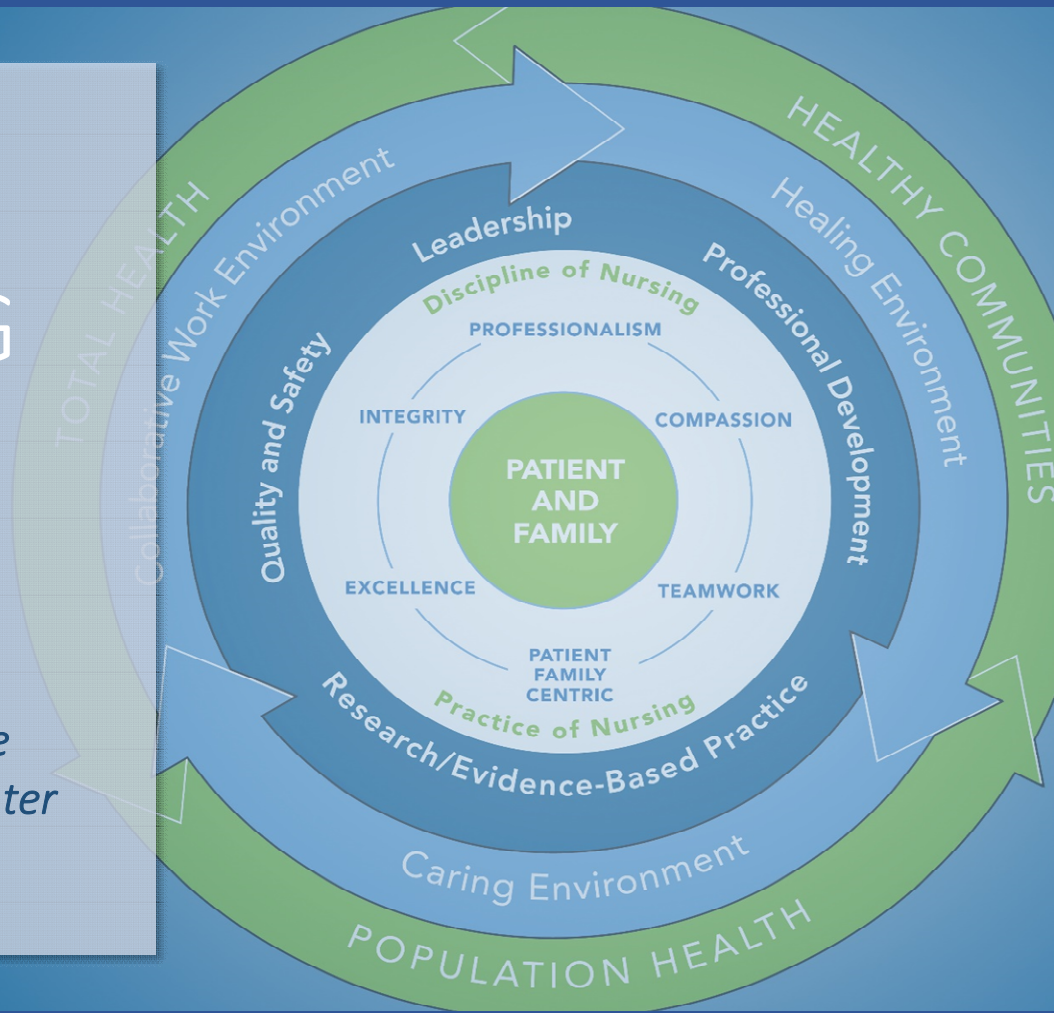 G
e
ter
TOTAL HEALTH
HEALTHY COMMUNITIES
POPULATION HEALTH
Collaborative Work Environment
Healing Environment
Caring Environment
Leadership
Professional Development
Quality and Safety
Research/Evidence-Based Practice
Discipline of Nursing
PROFESSIONALISM
INTEGRITY
COMPASSION
PATIENT
AND
FAMILY
EXCELLENCE
TEAMWORK
PATIENT
FAMILY
CENTRIC
Practice of Nursing